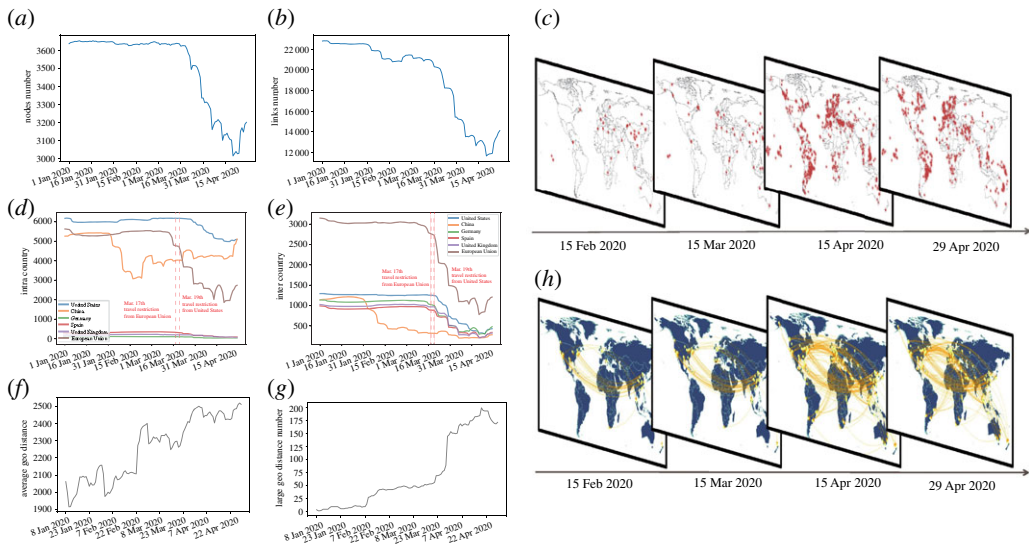 (a)
nodes number
3600
3500
3400
3300
3200
3100
3000
1 Jan 2020
16 Jan 2020
31 Jan 2020
15 Feb 2020
1 Mar 2020
16 Mar 2020
31 Mar 2020
15 Apr 2020
(b)
links number
22 000
20 000
18 000
16 000
14 000
12 000
1 Jan 2020
16 Jan 2020
31 Jan 2020
15 Feb 2020
1 Mar 2020
16 Mar 2020
31 Mar 2020
15 Apr 2020
(c)
15 Feb 2020
15 Mar 2020
15 Apr 2020
29 Apr 2020
(d)
intra country
6000
5000
4000
3000
2000
1000
0
United States
China
Germany
Spain
United Kingdom
European Union
Mar. 17th
travel restriction
from European Union
Mar. 19th
travel restriction
from United States
1 Jan 2020
16 Jan 2020
31 Jan 2020
15 Feb 2020
1 Mar 2020
16 Mar 2020
31 Mar 2020
15 Apr 2020
(e)
inter country
3000
2500
2000
1500
1000
500
United States
China
Germany
Spain
United Kingdom
European Union
Mar. 17th
travel restriction
from European Union
Mar. 19th
travel restriction
from United States
1 Jan 2020
16 Jan 2020
31 Jan 2020
15 Feb 2020
1 Mar 2020
16 Mar 2020
31 Mar 2020
15 Apr 2020
(h)
15 Feb 2020
15 Mar 2020
15 Apr 2020
29 Apr 2020
(f)
average geo distance
2500
2400
2300
2200
2100
2000
1900
8 Jan 2020
23 Jan 2020
7 Feb 2020
22 Feb 2020
8 Mar 2020
23 Mar 2020
7 Apr 2020
22 Apr 2020
(g)
large geo distance number
200
175
150
125
100
75
50
25
0
8 Jan 2020
23 Jan 2020
7 Feb 2020
22 Feb 2020
8 Mar 2020
23 Mar 2020
7 Apr 2020
22 Apr 2020